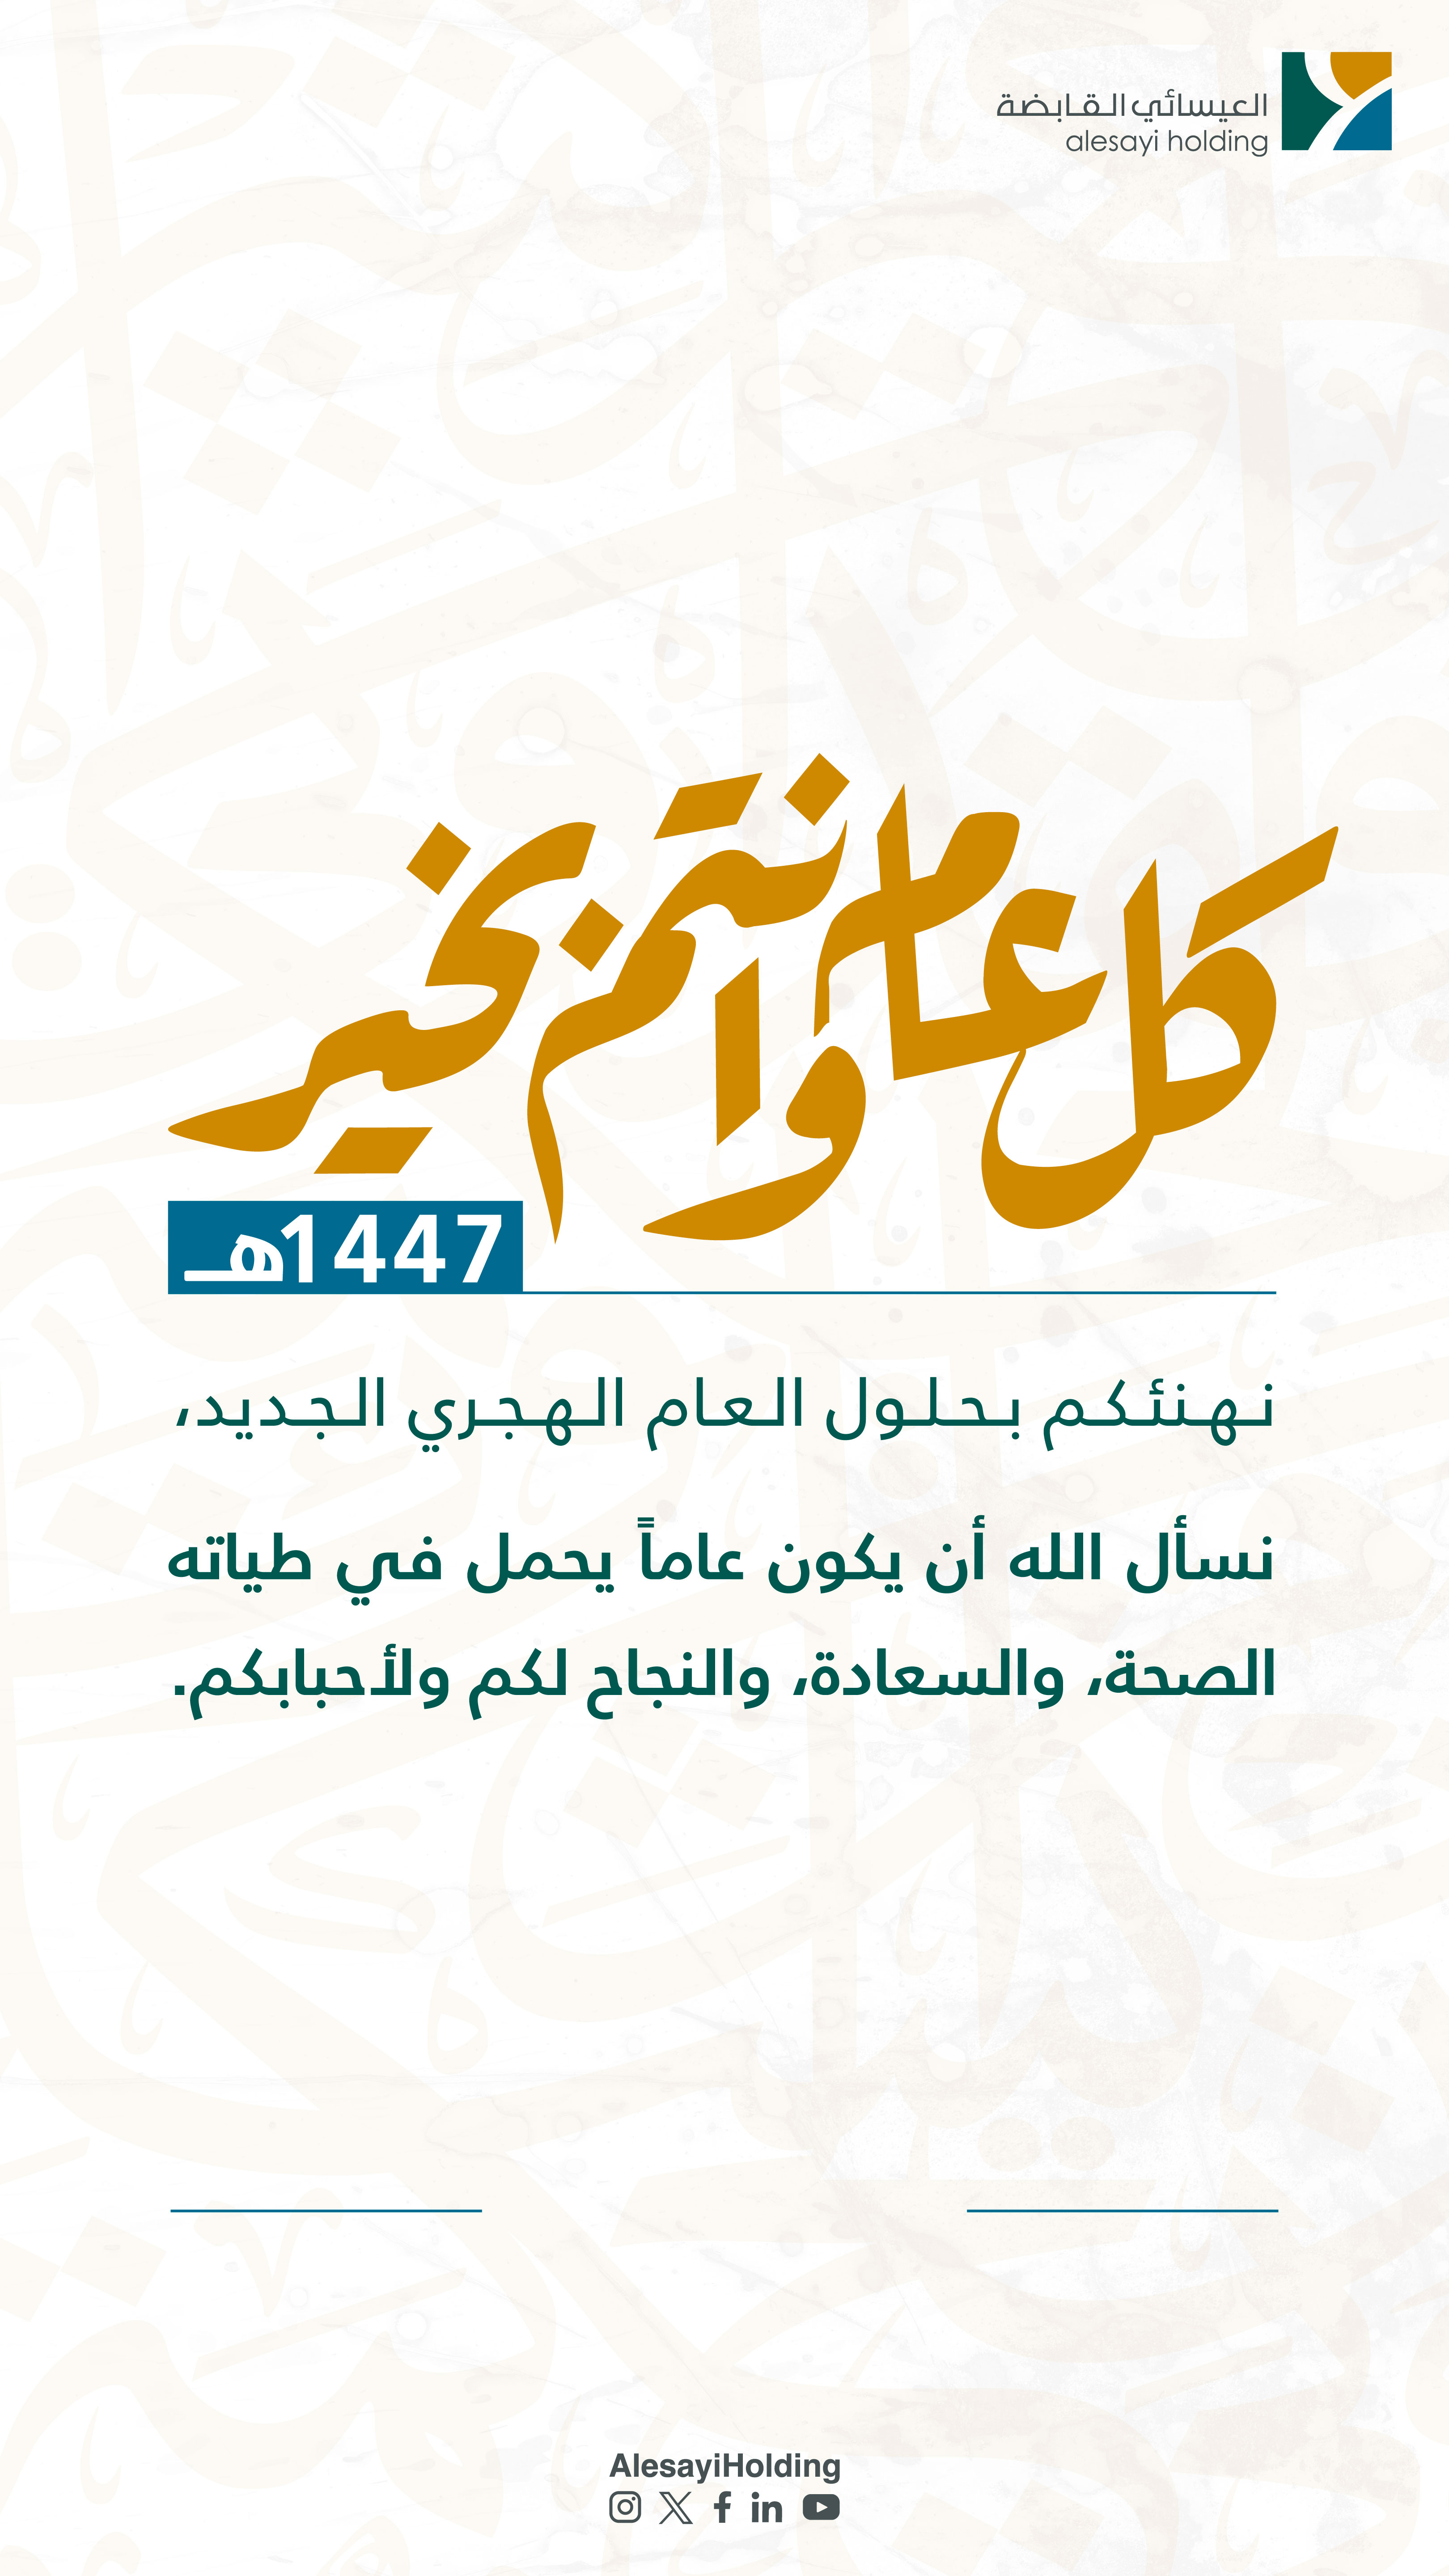 العيسائي القابضة
alesayi holding
كل عام وانتم بخير
1447هـ
نهنئكم بحلول العام الهجري الجديد،
نسأل الله أن يكون عاماً يحمل في طياته
الصحة، والسعادة، والنجاح لكم ولأحبابكم.
AlesayiHolding